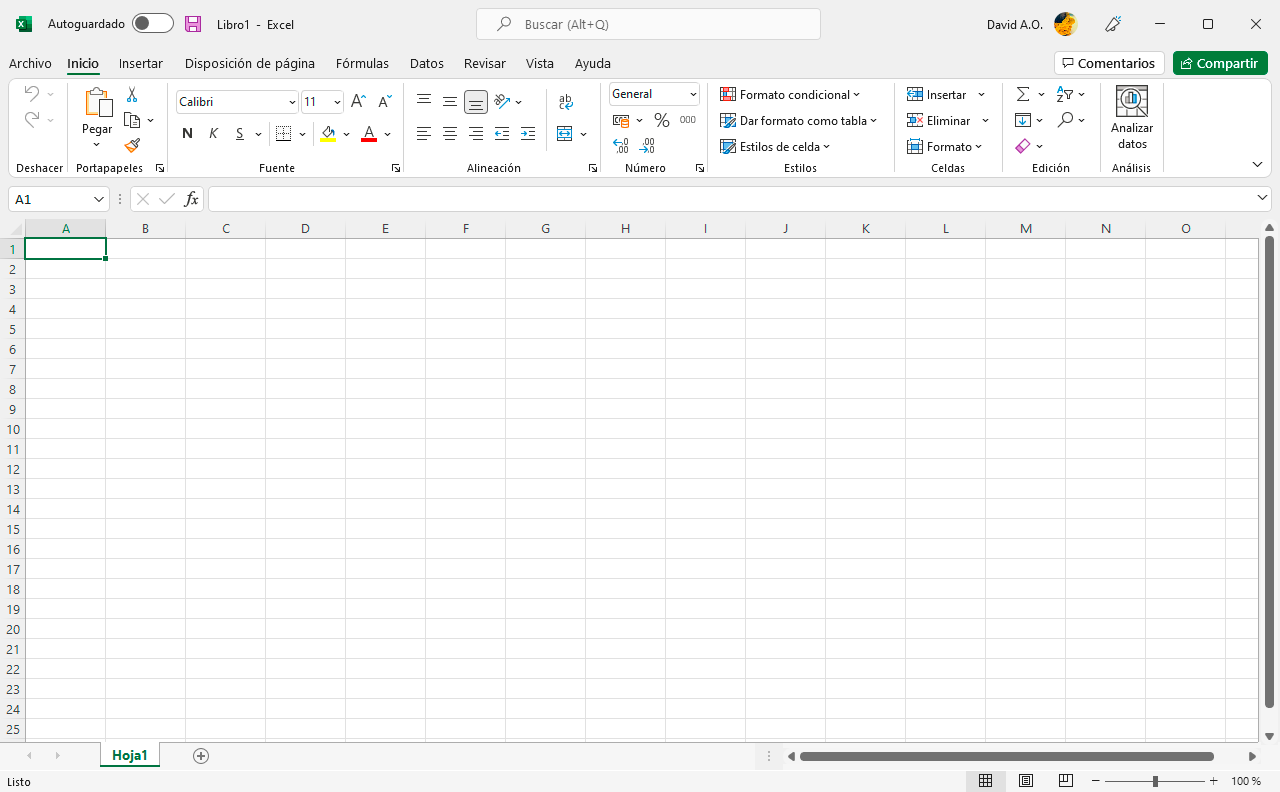 Autoguardado Libro1 - Excel Buscar (Alt+Q) David A.O.
Archivo Inicio Insertar Disposición de página Fórmulas Datos Revisar Vista Ayuda Comentarios Compartir
Pegar
Calibri 11
N K S A
ab
General
% 000
Formato condicional
Dar formato como tabla
Estilos de celda
Insertar
Eliminar
Formato
Analizar
datos
Deshacer Portapapeles Fuente Alineación Número Estilos Celdas Edición Análisis
A1 fx
A B C D E F G H I J K L M N O
1
2
3
4
5
6
7
8
9
10
11
12
13
14
15
16
17
18
19
20
21
22
23
24
25
Hoja1
Listo 100 %